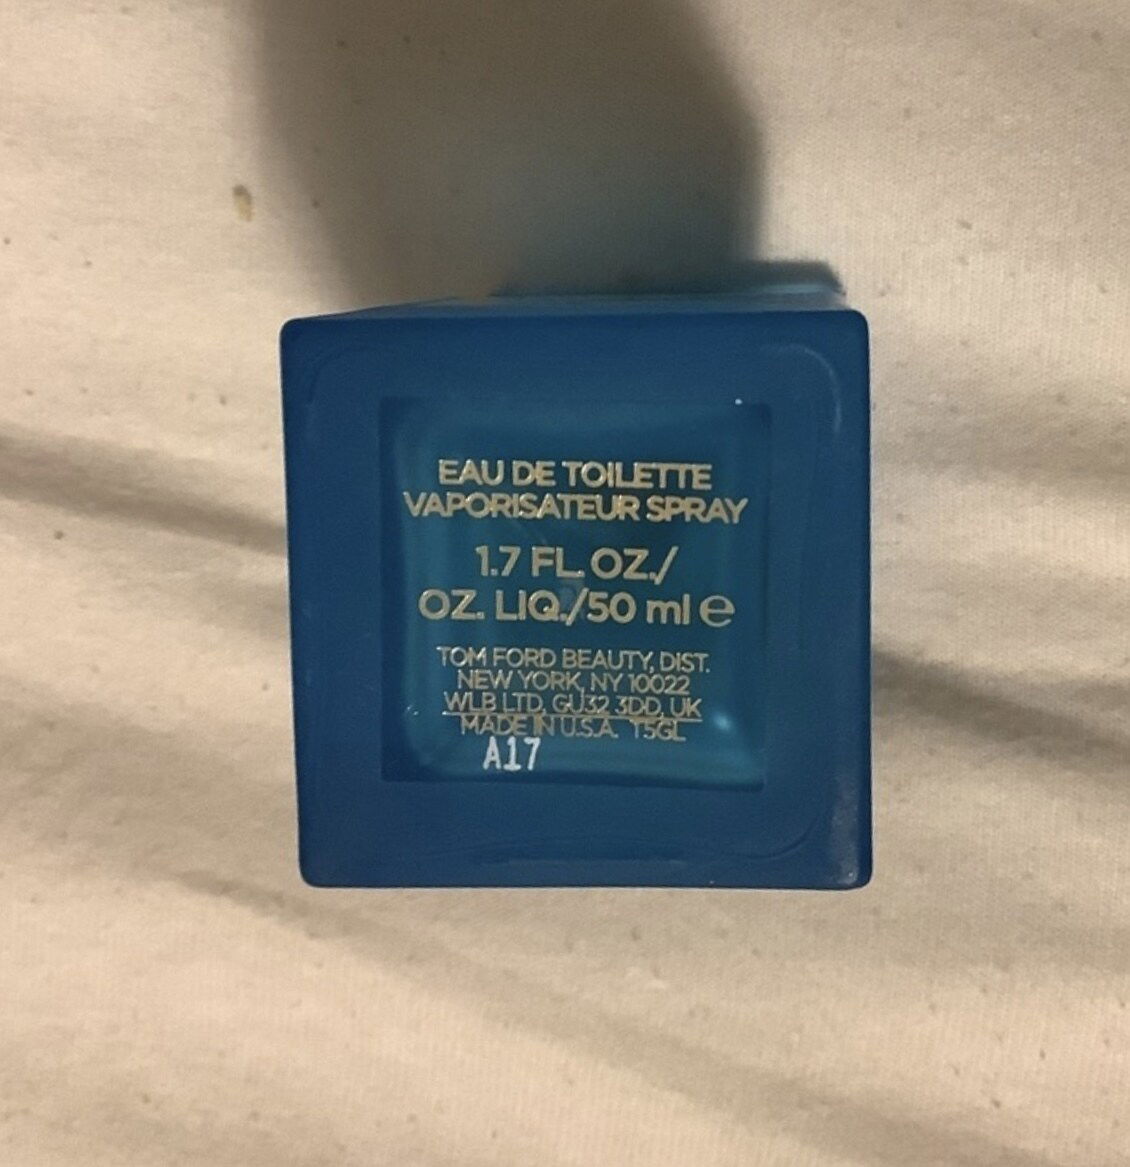 EAU DE TOILETTE
VAPORISATEUR SPRAY
1.7 FL. OZ./
OZ. LIQ./50 ml e
TOM FORD BEAUTY, DIST.
NEW YORK, NY 10022
WLB LTD, GU32 3DD, UK
MADE IN U.S.A. T5GL
A17